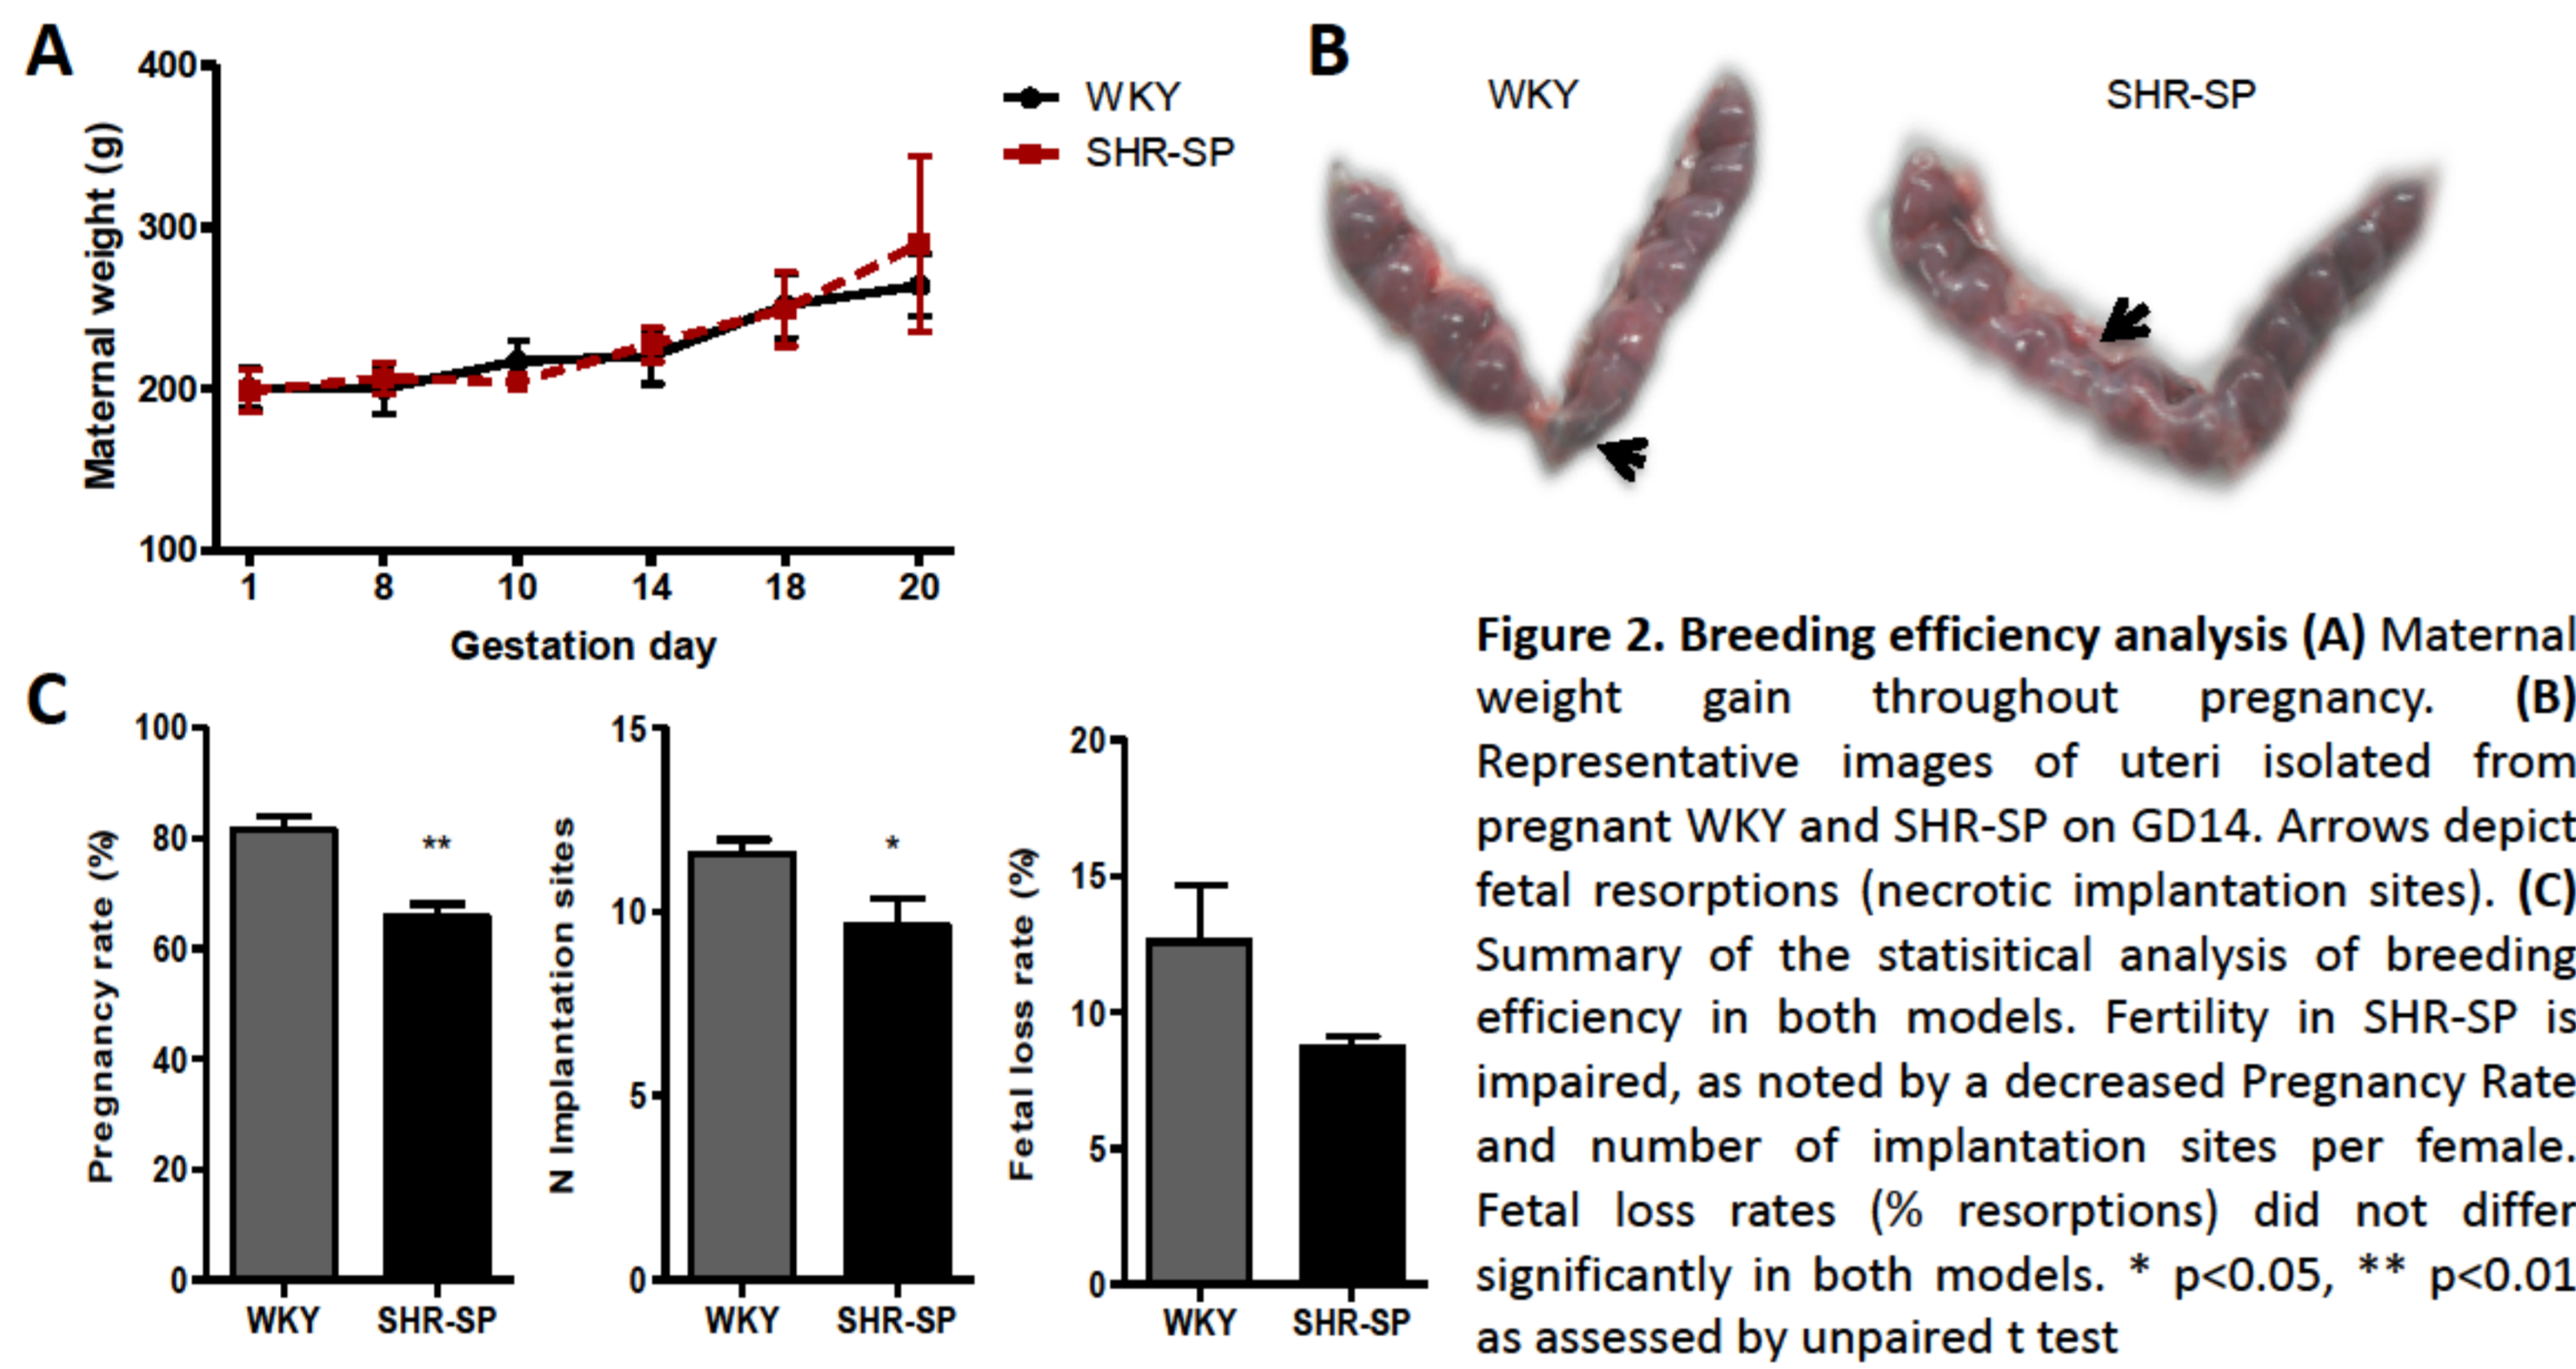 A
400
300
200
100
Maternal weight (g)
1 8 10 14 18 20
Gestation day
WKY
SHR-SP
B
WKY
SHR-SP
C
100
80
60
40
20
0
Pregnancy rate (%)
**
WKY SHR-SP
15
10
5
0
N Implantation sites
*
WKY SHR-SP
20
15
10
5
0
Fetal loss rate (%)
WKY SHR-SP
Figure 2. Breeding efficiency analysis (A) Maternal
weight gain throughout pregnancy. (B)
Representative images of uteri isolated from
pregnant WKY and SHR-SP on GD14. Arrows depict
fetal resorptions (necrotic implantation sites). (C)
Summary of the statisitical analysis of breeding
efficiency in both models. Fertility in SHR-SP is
impaired, as noted by a decreased Pregnancy Rate
and number of implantation sites per female.
Fetal loss rates (% resorptions) did not differ
significantly in both models. * p<0.05, ** p<0.01
as assessed by unpaired t test